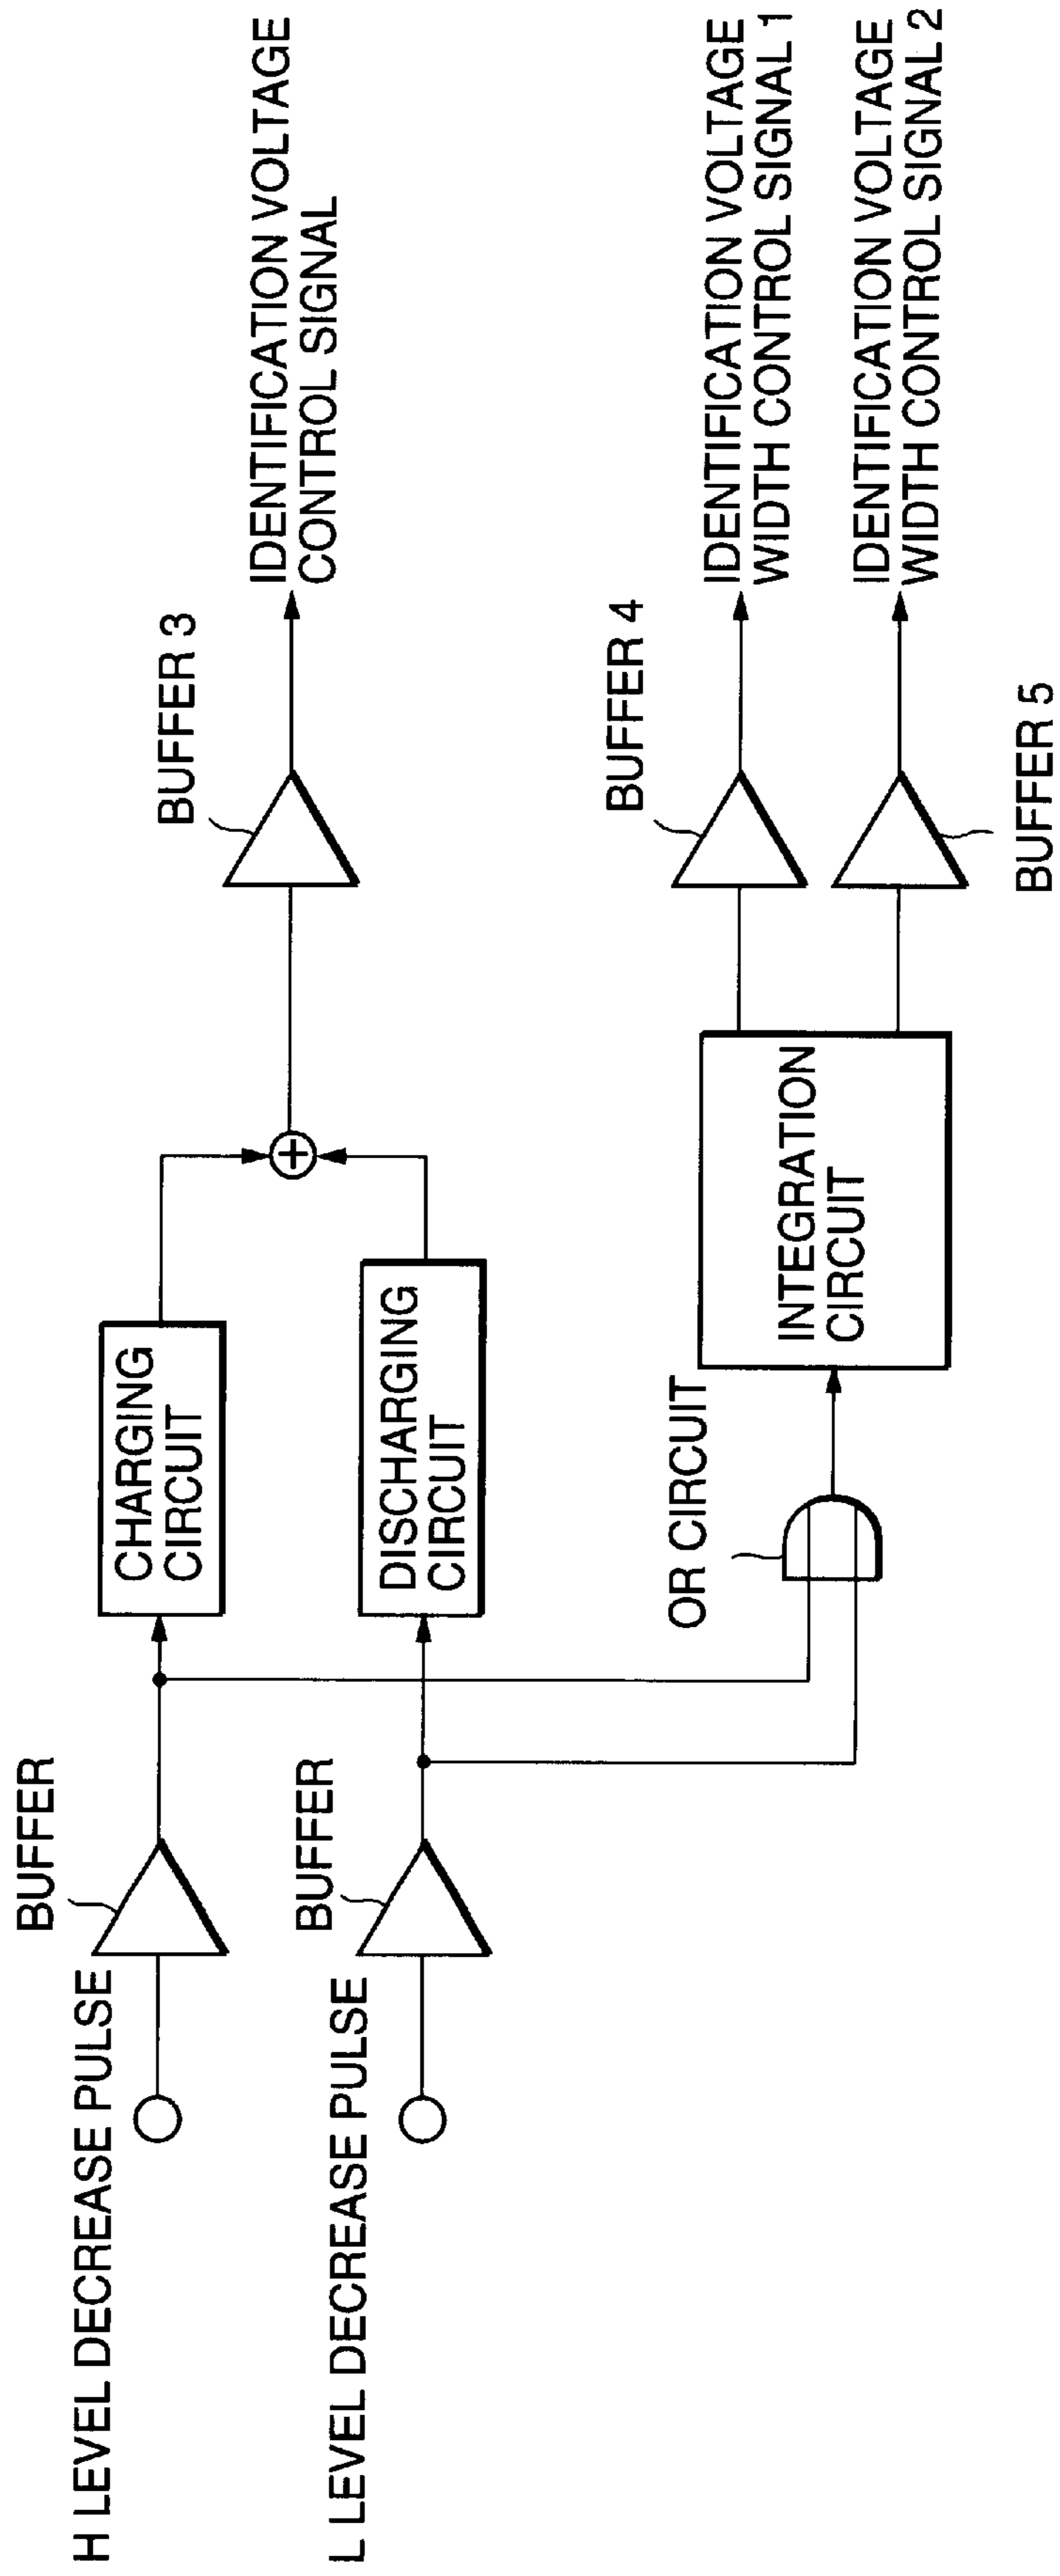 H LEVEL DECREASE PULSE
BUFFER
CHARGING
CIRCUIT
BUFFER 3
IDENTIFICATION VOLTAGE
CONTROL SIGNAL
L LEVEL DECREASE PULSE
BUFFER
DISCHARGING
CIRCUIT
OR CIRCUIT
INTEGRATION
CIRCUIT
BUFFER 4
IDENTIFICATION VOLTAGE
WIDTH CONTROL SIGNAL 1
BUFFER 5
IDENTIFICATION VOLTAGE
WIDTH CONTROL SIGNAL 2